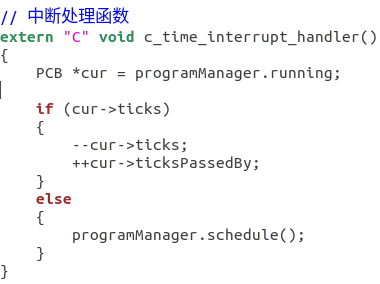 // 中断处理函数
extern "C" void c_time_interrupt_handler()
{
    PCB *cur = programManager.running;

    if (cur->ticks)
    {
        --cur->ticks;
        ++cur->ticksPassedBy;
    }
    else
    {
        programManager.schedule();
    }
}